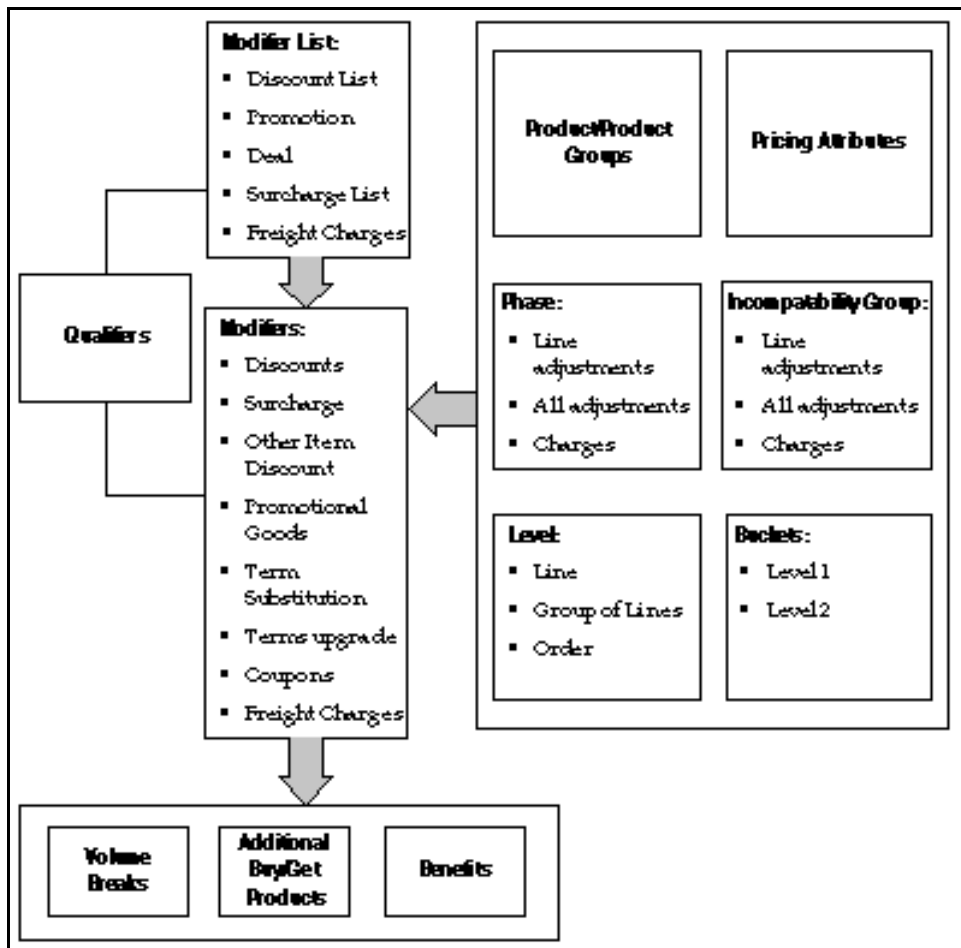 Modifier List:
▪ Discount List
▪ Promotion
▪ Deal
▪ Surcharge List
▪ Freight Charges
Qualifiers
Modifiers:
▪ Discounts
▪ Surcharge
▪ Other Item
Discount
▪ Promotional
Goods
▪ Term
Substitution
▪ Terms upgrade
▪ Coupons
▪ Freight Charges
Product/Product
Groups
Pricing Attributes
Phase:
▪ Line
adjustments
▪ All adjustments
▪ Charges
Incompatability Group:
▪ Line
adjustments
▪ All adjustments
▪ Charges
Level:
▪ Line
▪ Group of Lines
▪ Order
Buckets:
▪ Level 1
▪ Level 2
Volume
Breaks
Additional
Buy/Get
Products
Benefits